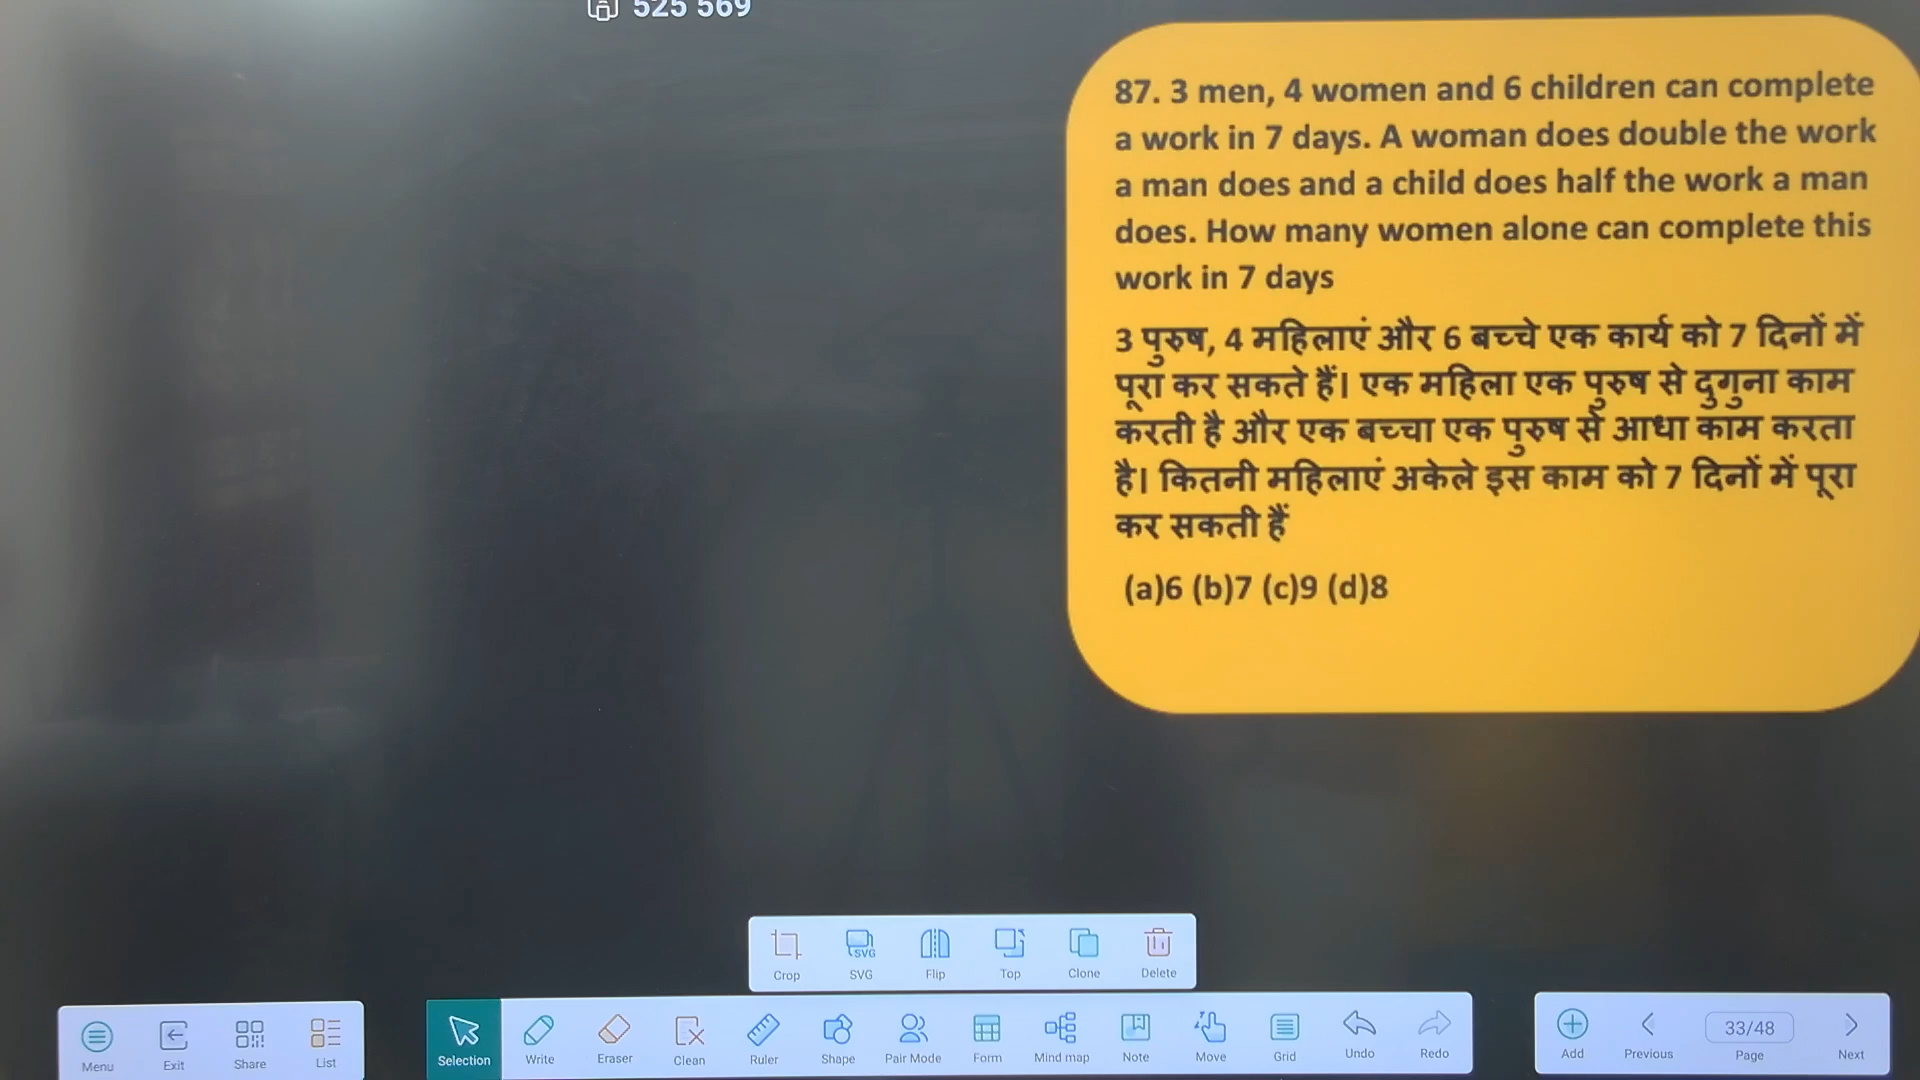 525 569
87. 3 men, 4 women and 6 children can complete
a work in 7 days. A woman does double the work
a man does and a child does half the work a man
does. How many women alone can complete this
work in 7 days
3 पुरुष, 4 महिलाएं और 6 बच्चे एक कार्य को 7 दिनों में
पूरा कर सकते हैं। एक महिला एक पुरुष से दुगुना काम
करती है और एक बच्चा एक पुरुष से आधा काम करता
है। कितनी महिलाएं अकेले इस काम को 7 दिनों में पूरा
कर सकती हैं
(a)6 (b)7 (c)9 (d)8
Crop SVG Flip Top Clone Delete
Menu Exit Share List
Selection Write Eraser Clean Ruler Shape Pair Mode Form Mind map Note Move Grid Undo Redo
33/48
Add Previous Page Next